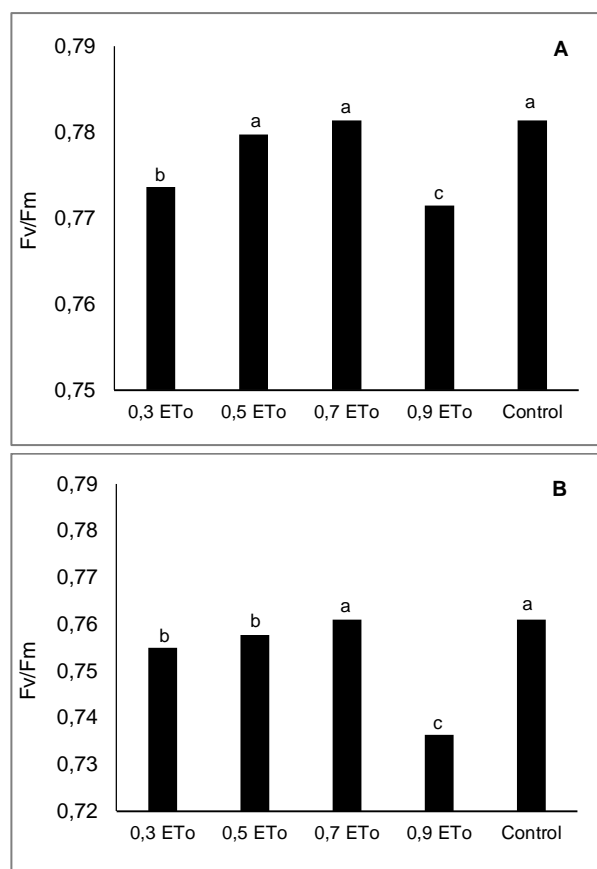 0,79
A
a
a
a
0,78
b
c
0,77
Fv/Fm
0,76
0,75
0,3 ETo 0,5 ETo 0,7 ETo 0,9 ETo Control
0,79
B
0,78
0,77
a
a
0,76
b
b
0,75
Fv/Fm
c
0,74
0,73
0,72
0,3 ETo 0,5 ETo 0,7 ETo 0,9 ETo Control